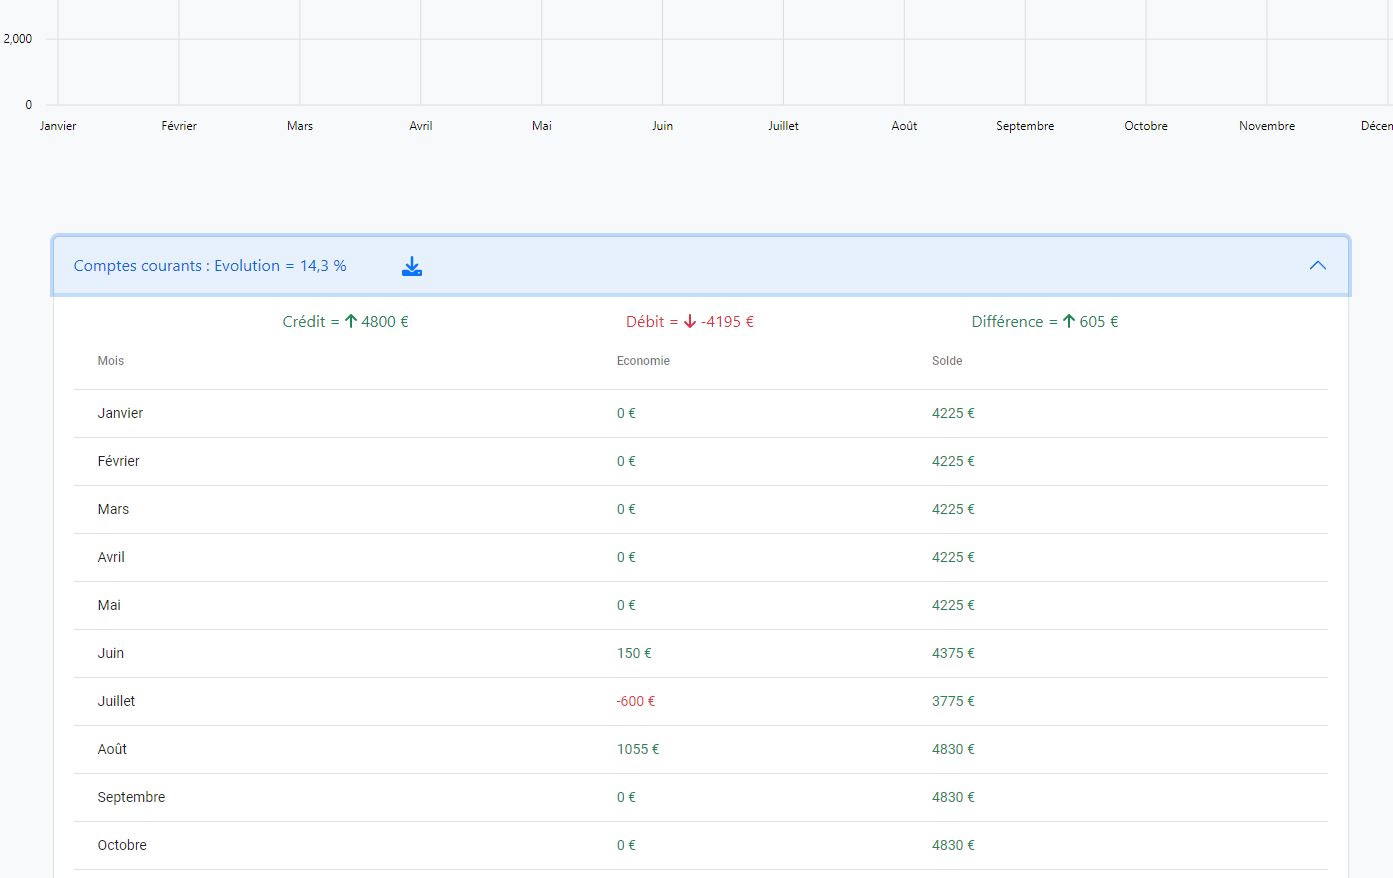 2,000
0
Janvier Février Mars Avril Mai Juin Juillet Août Septembre Octobre Novembre Décem
Comptes courants : Evolution = 14,3 %
Crédit = 4800 € Débit = -4195 € Différence = 605 €
Mois Economie Solde
Janvier 0 € 4225 €
Février 0 € 4225 €
Mars 0 € 4225 €
Avril 0 € 4225 €
Mai 0 € 4225 €
Juin 150 € 4375 €
Juillet -600 € 3775 €
Août 1055 € 4830 €
Septembre 0 € 4830 €
Octobre 0 € 4830 €